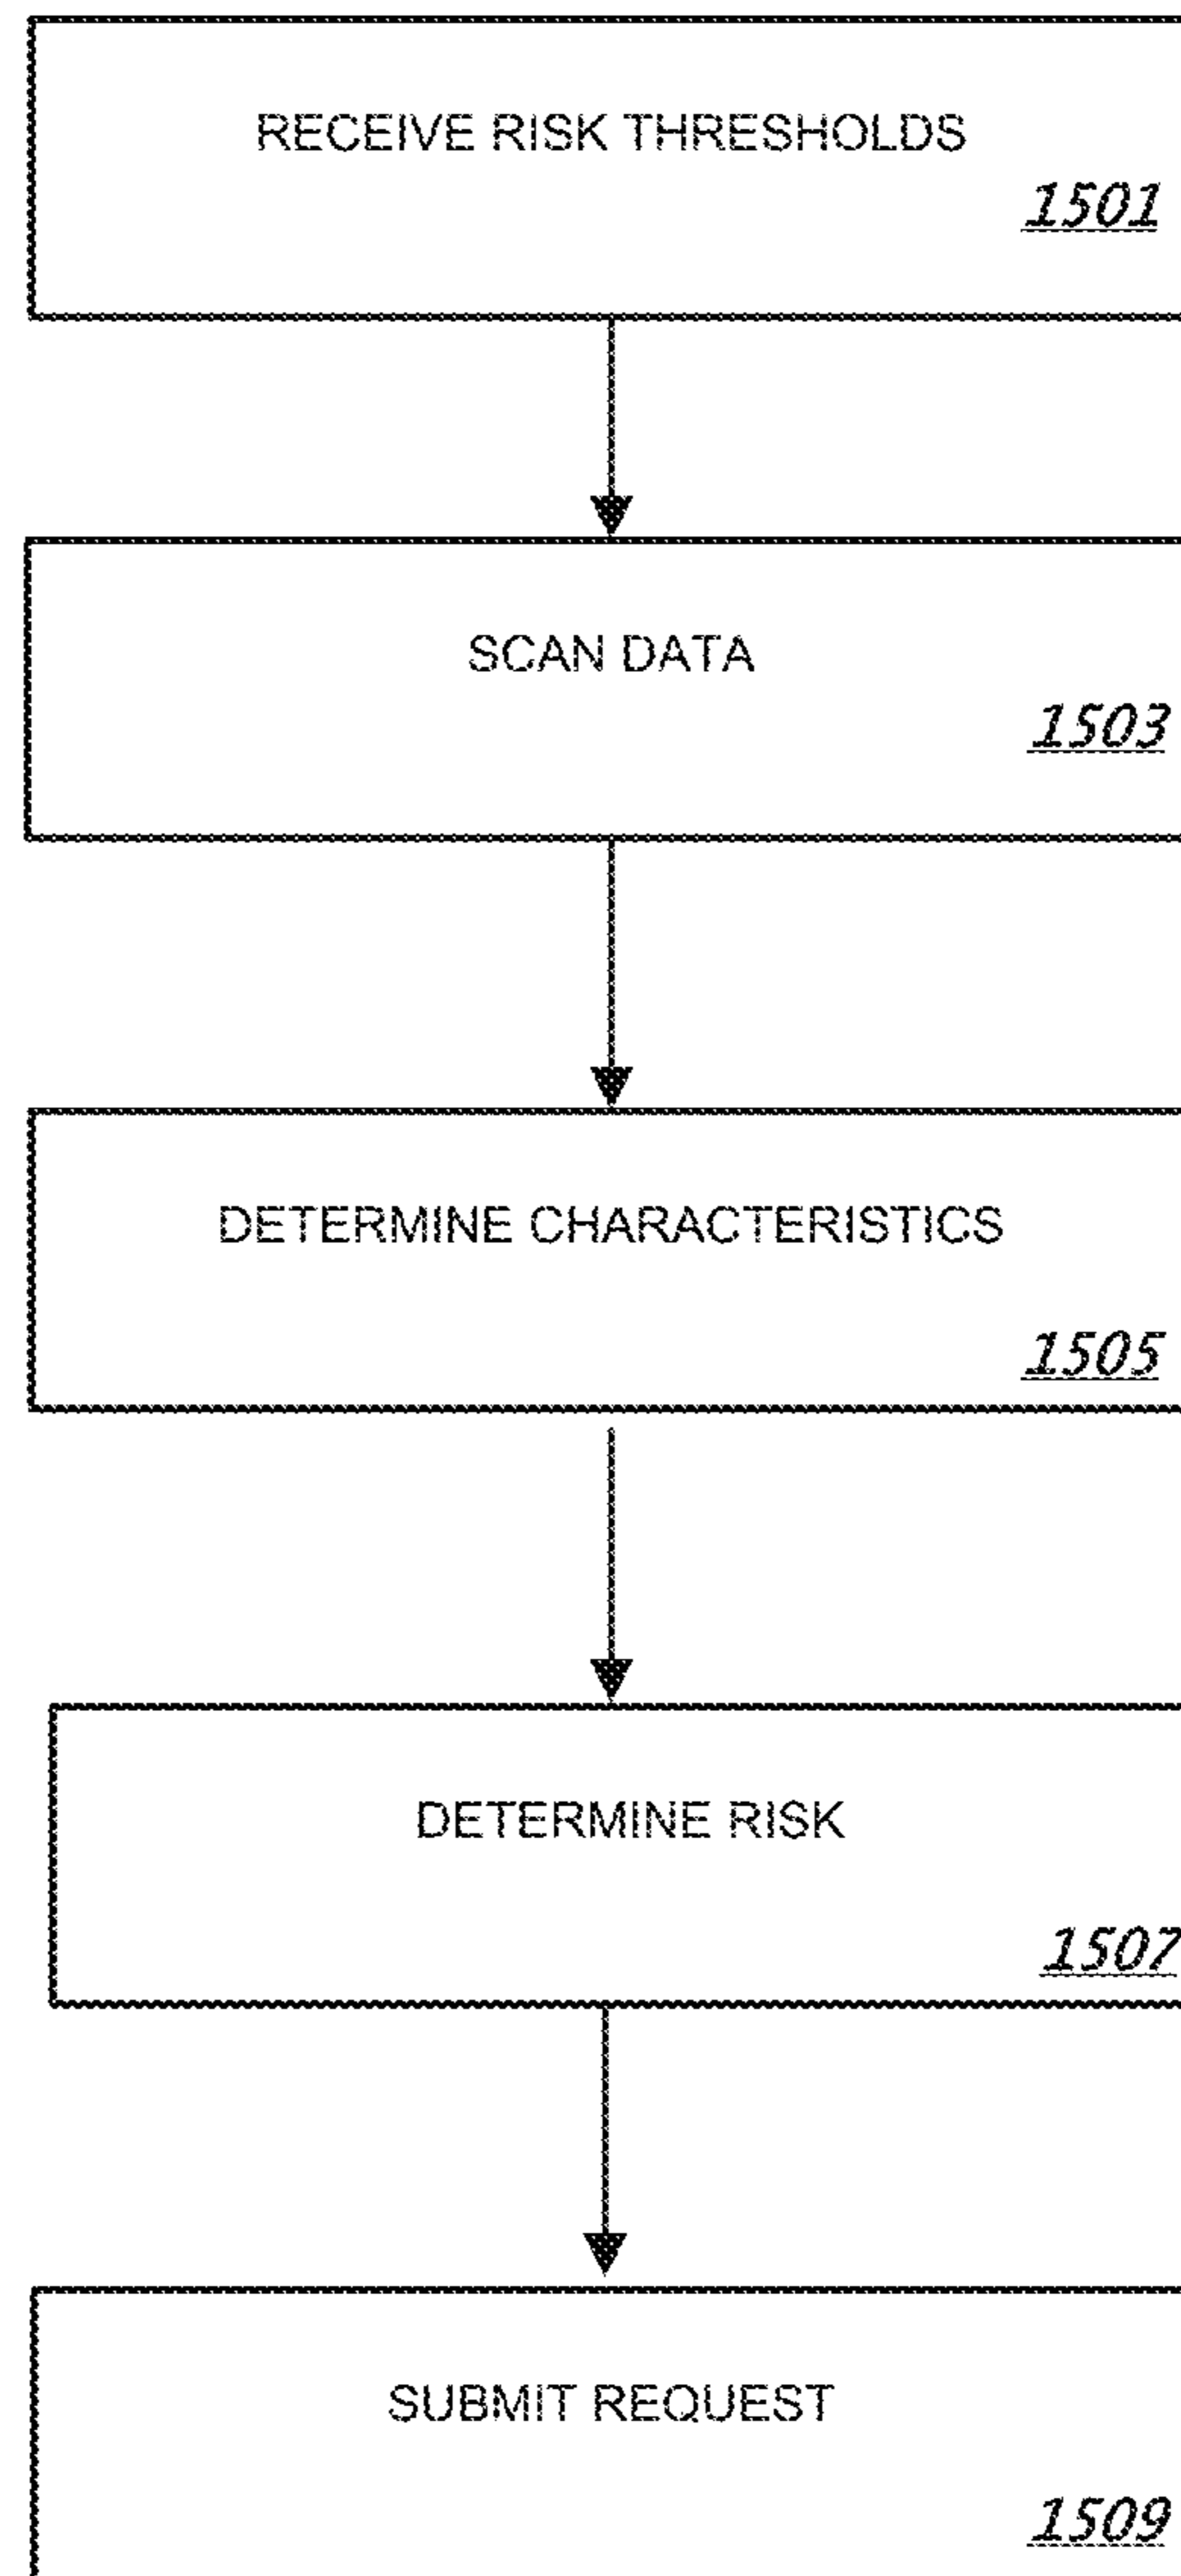 RECEIVE RISK THRESHOLDS
1501
SCAN DATA
1503
DETERMINE CHARACTERISTICS
1505
DETERMINE RISK
1507
SUBMIT REQUEST
1509